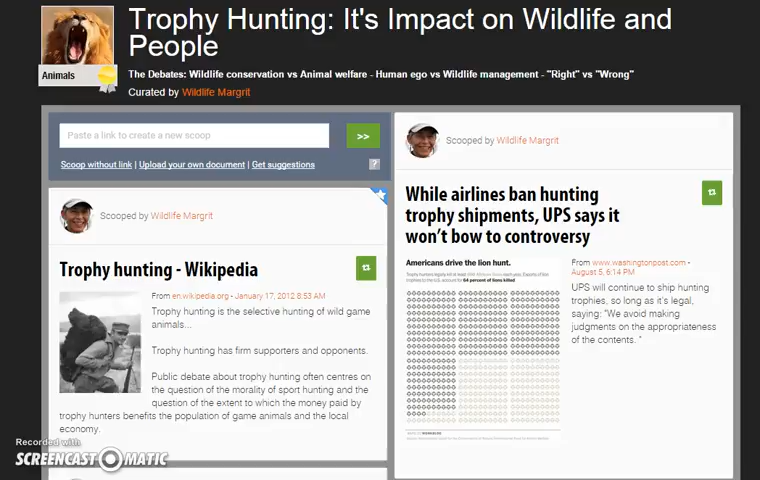 Trophy Hunting: It's Impact on Wildlife and
People
Animals
The Debates: Wildlife conservation vs Animal welfare - Human ego vs Wildlife management - "Right" vs "Wrong"
Curated by Wildlife Margrit
Paste a link to create a new scoop
>>
Scoop without link | Upload your own document | Get suggestions
?
Scooped by Wildlife Margrit
Trophy hunting - Wikipedia
From en.wikipedia.org - January 17, 2012 8:53 AM
Trophy hunting is the selective hunting of wild game
animals...
Trophy hunting has firm supporters and opponents.
Public debate about trophy hunting often centres on
the question of the morality of sport hunting and the
question of the extent to which the money paid by
trophy hunters benefits the population of game animals and the local
economy.
Scooped by Wildlife Margrit
While airlines ban hunting
trophy shipments, UPS says it
won't bow to controversy
Americans drive the lion hunt.
64 percent of lions killed
From www.washingtonpost.com -
August 5, 6:14 PM
UPS will continue to ship hunting
trophies, so long as it's legal,
saying: "We avoid making
judgments on the appropriateness
of the contents. "
Recorded with
SCREENCAST-O-MATIC